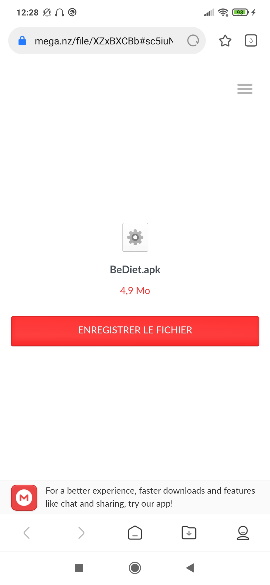 12:28
mega.nz/file/XZxBXCBb#sc5iuN
BeDiet.apk
4.9 Mo
ENREGISTRER LE FICHIER
For a better experience, faster downloads and features
like chat and sharing, try our app!